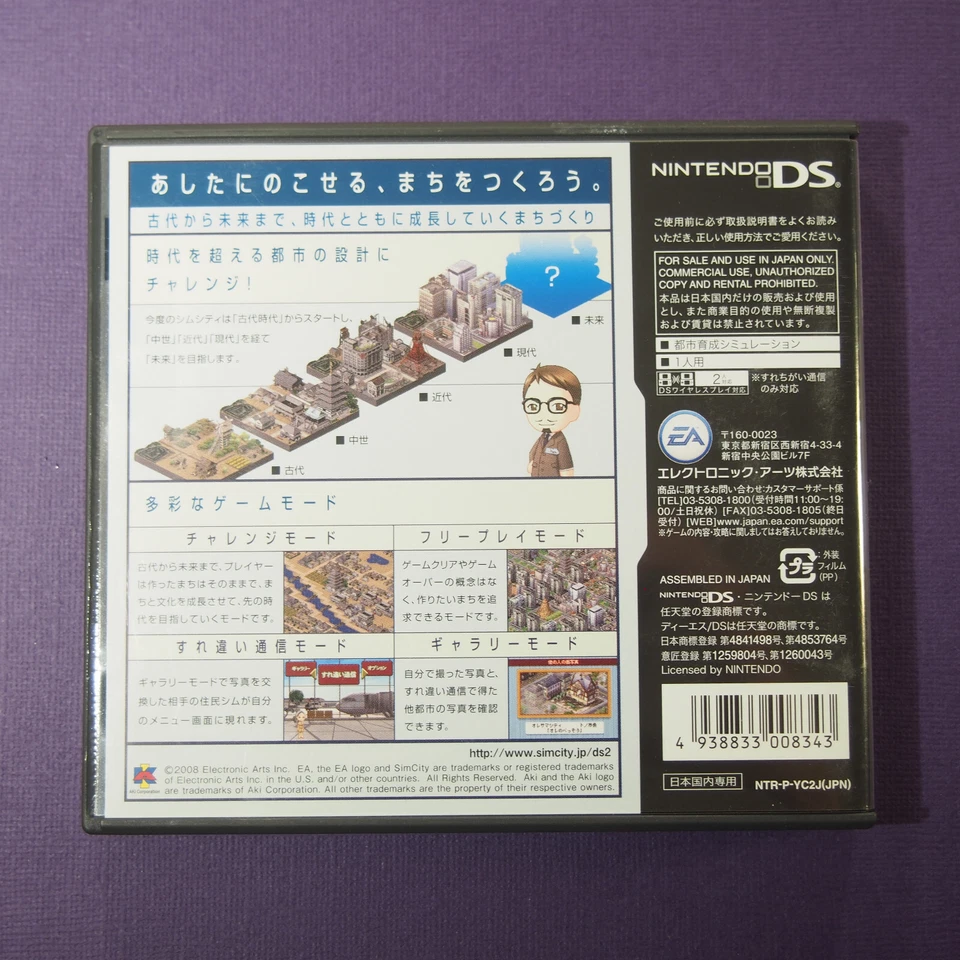 あしたにのこせる、まちをつくろう。
古代から未来まで、時代とともに成長していくまちづくり
時代を超える都市の設計に
チャレンジ!
今度のシムシティは「古代時代」からスタートし、
「中世」「近代」「現代」を経て
「未来」を目指します。
?
■ 未来
■ 現代
■ 近代
■ 中世
■ 古代
多彩なゲームモード
チャレンジモード
古代から未来まで、プレイヤー
は作ったまちはそのままで、ま
ちと文化を成長させて、先の時
代を目指していくモードです。
フリープレイモード
ゲームクリアやゲーム
オーバーの概念はな
く、作りたいまちを追
求できるモードです。
すれ違い通信モード
ギャラリーモードで写真を交
換した相手の住民シムが自分
のメニュー画面に現れます。
ギャラリー
すれ違い通信
オプション
ギャラリーモード
自分で撮った写真と、
すれ違い通信で得た
他都市の写真を確認
できます。
他の人の街写真
http://www.simcity.jp/ds2
©2008 Electronic Arts Inc. EA, the EA logo and SimCity are trademarks or registered trademarks
of Electronic Arts Inc. in the U.S. and/or other countries. All Rights Reserved. Aki and the Aki logo
are trademarks of Aki Corporation. All other trademarks are the property of their respective owners.
AKI Corporation
NINTENDO DS®
ご使用前に必ず取扱説明書をよくお読み
いただき、正しい使用方法でご愛用ください。
FOR SALE AND USE IN JAPAN ONLY.
COMMERCIAL USE, UNAUTHORIZED
COPY AND RENTAL PROHIBITED.
本品は日本国内だけの販売および使用
とし、また商業目的の使用や無断複製
および賃貸は禁止されています。
■ 都市育成シミュレーション
■ 1人用
2人対応
DSワイヤレスプレイ対応
※すれちがい通信
のみ対応
EA
〒160-0023
東京都新宿区西新宿4-33-4
新宿中央公園ビル7F
エレクトロニック・アーツ株式会社
商品に関するお問い合わせ:カスタマーサポート係
[TEL]03-5308-1800(受付時間11:00~19:
00/土日祝休) [FAX]03-5308-1805(終日
受付) [WEB]www.japan.ea.com/support
※ゲームの内容・攻略に関しましてはお答えしておりません。
プラ
:外装
フィルム
(PP)
ASSEMBLED IN JAPAN
NINTENDO DS・ニンテンドーDS は
任天堂の登録商標です。
ディーエス/DSは任天堂の商標です。
日本商標登録 第4841498号、第4853764号
意匠登録 第1259804号、第1260043号
Licensed by NINTENDO
4 938833 008343
日本国内専用
NTR-P-YC2J(JPN)